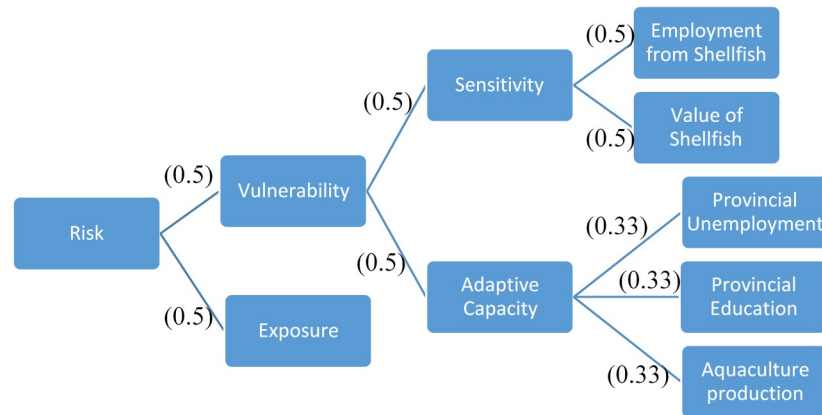 Risk
(0.5)
(0.5)
Vulnerability
Exposure
(0.5)
(0.5)
Sensitivity
Adaptive
Capacity
(0.5)
(0.5)
Employment
from Shellfish
Value of
Shellfish
(0.33)
(0.33)
(0.33)
Provincial
Unemployment
Provincial
Education
Aquaculture
production